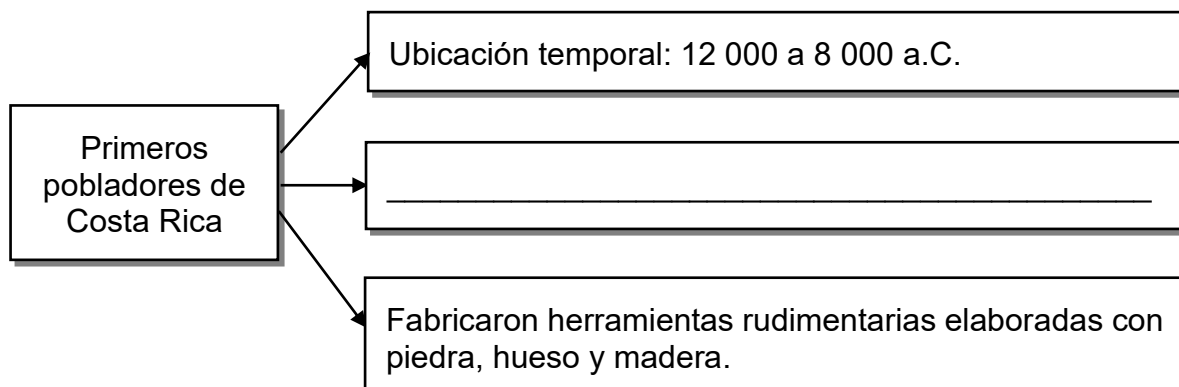 Ubicación temporal: 12 000 a 8 000 a.C.
Primeros
pobladores de
Costa Rica
Fabricaron herramientas rudimentarias elaboradas con
piedra, hueso y madera.